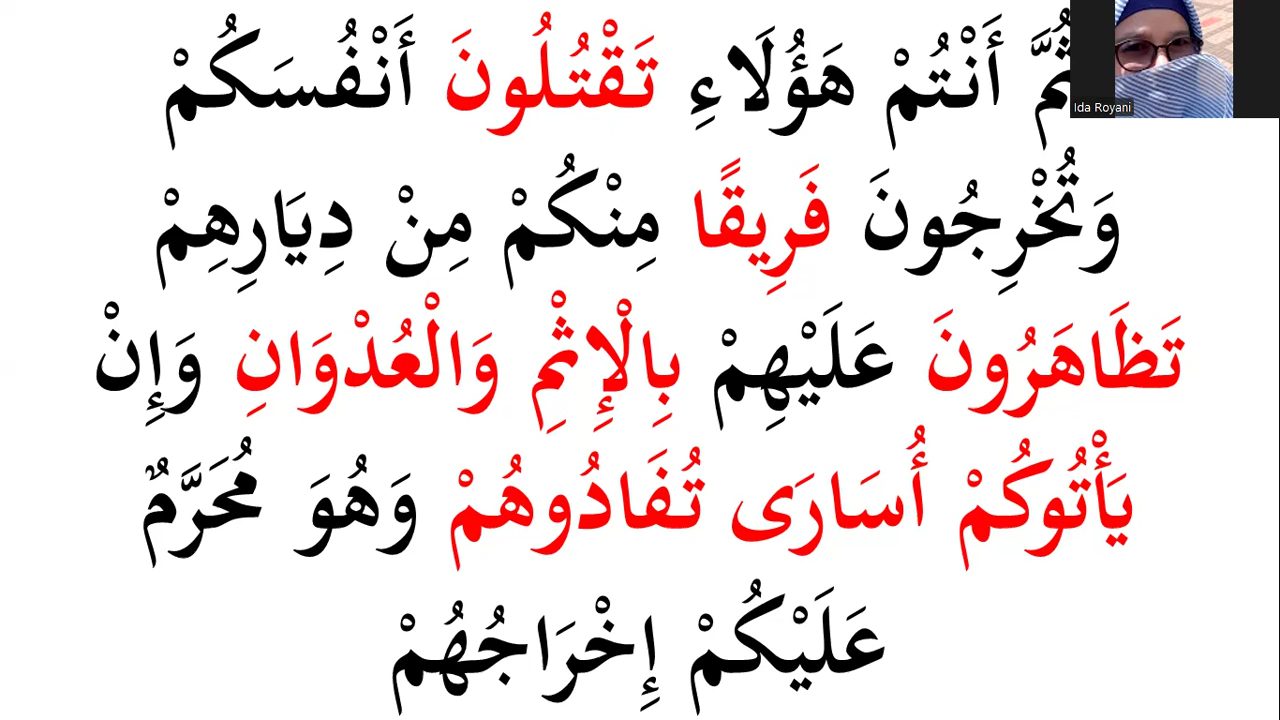 ثُمَّ أَنْتُمْ هَؤُلَاءِ تَقْتُلُونَ أَنْفُسَكُمْ
وَتُخْرِجُونَ فَرِيقًا مِنْكُمْ مِنْ دِيَارِهِمْ
تَظَاهَرُونَ عَلَيْهِمْ بِالْإِثْمِ وَالْعُدْوَانِ وَإِنْ
يَأْتُوكُمْ أُسَارَى تُفَادُوهُمْ وَهُوَ مُحَرَّمٌ
عَلَيْكُمْ إِخْرَاجُهُمْ
Ida Royani